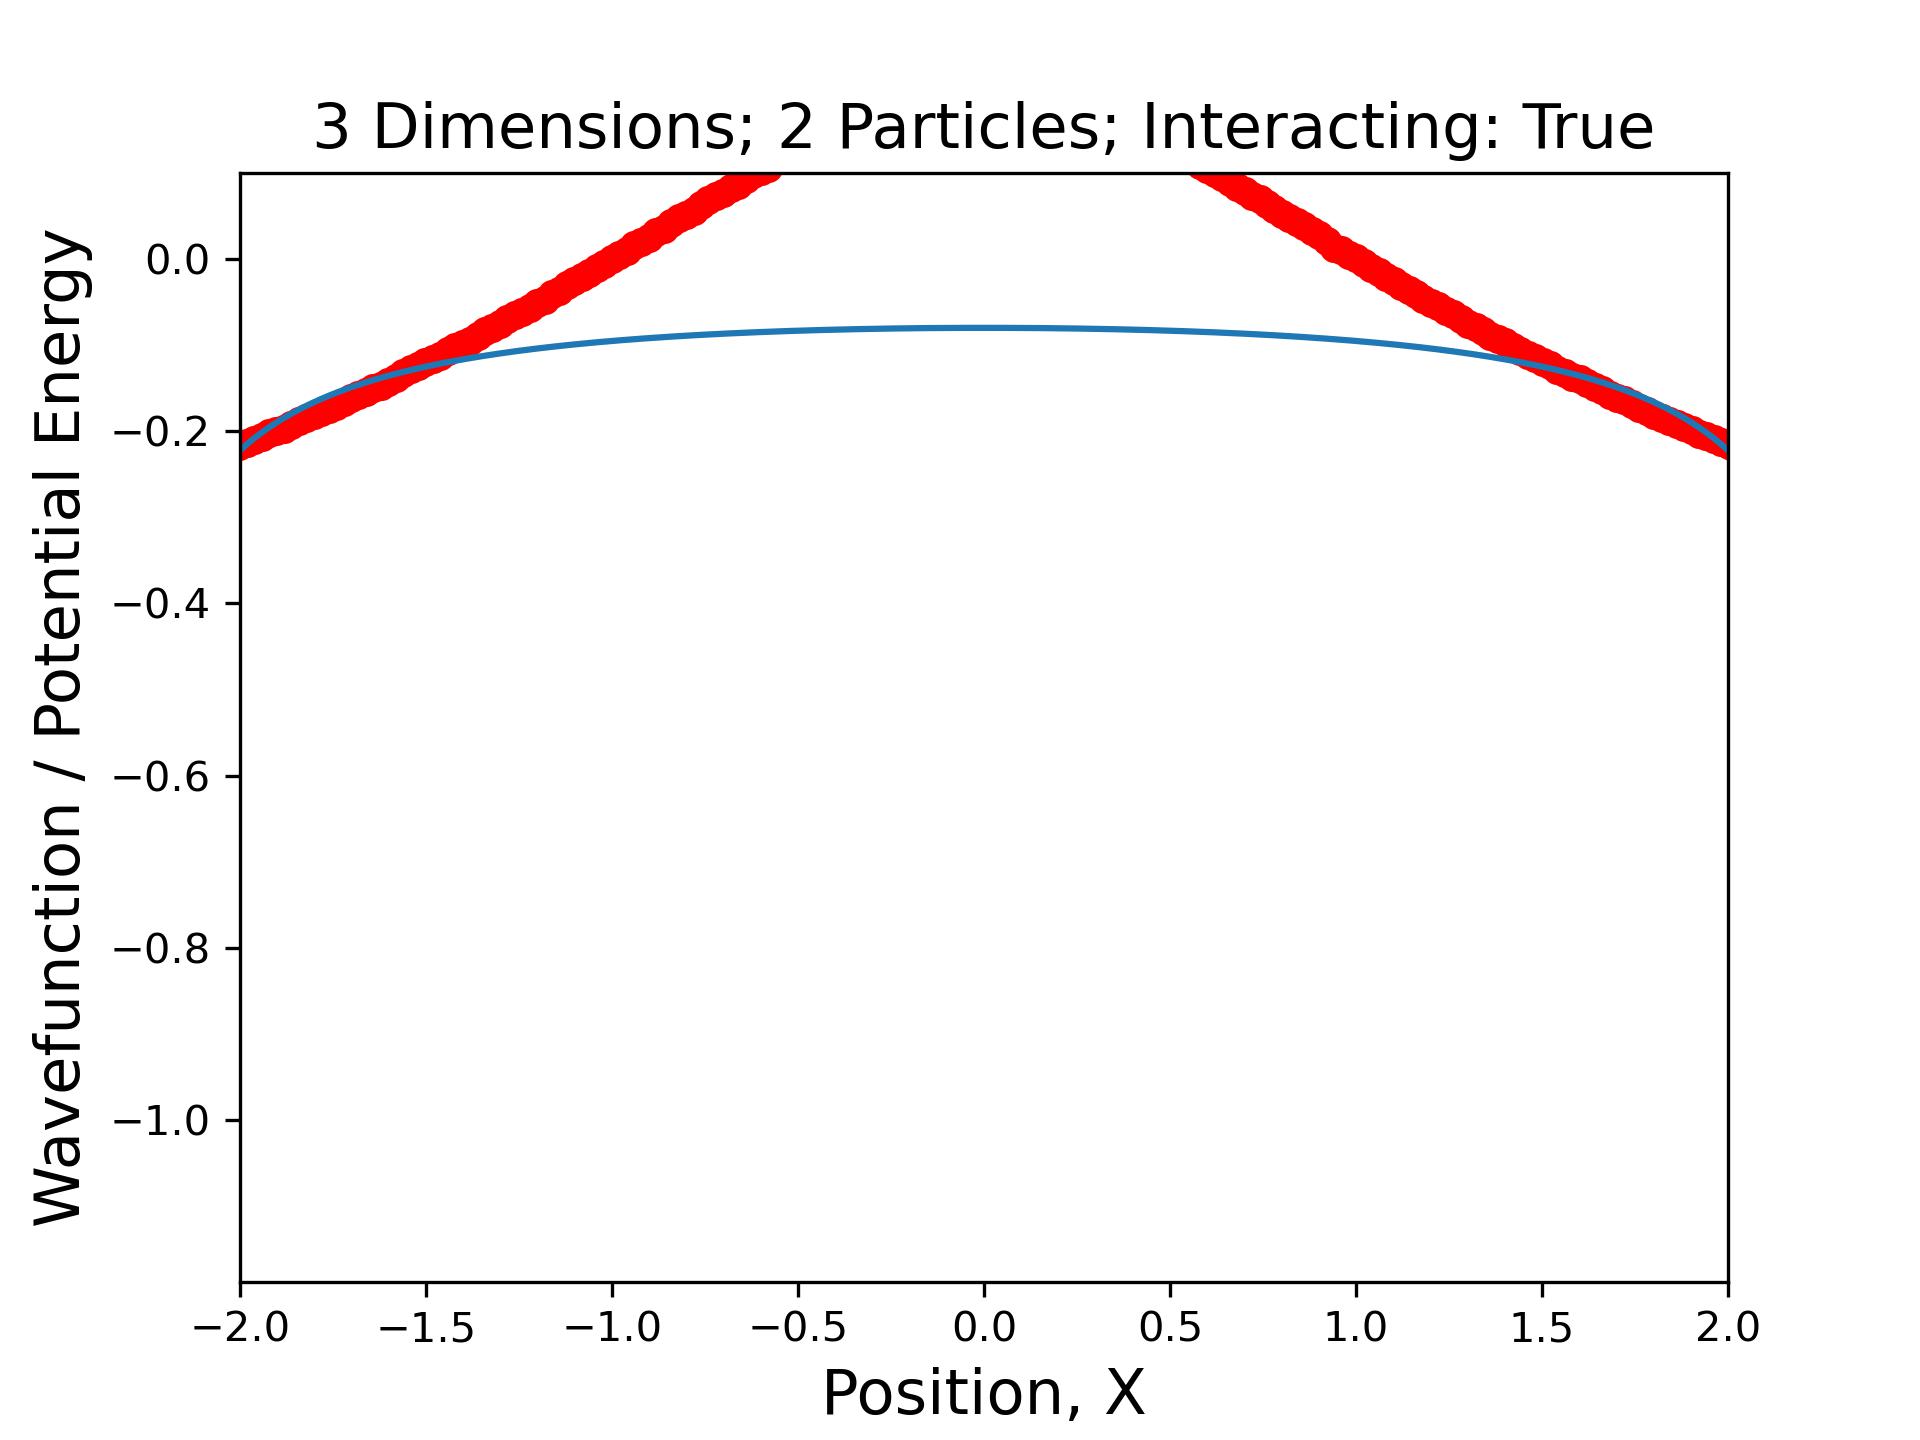 3 Dimensions; 2 Particles; Interacting: True
Wavefunction / Potential Energy
0.0
−0.2
−0.4
−0.6
−0.8
−1.0
−2.0 −1.5 −1.0 −0.5 0.0 0.5 1.0 1.5 2.0
Position, X